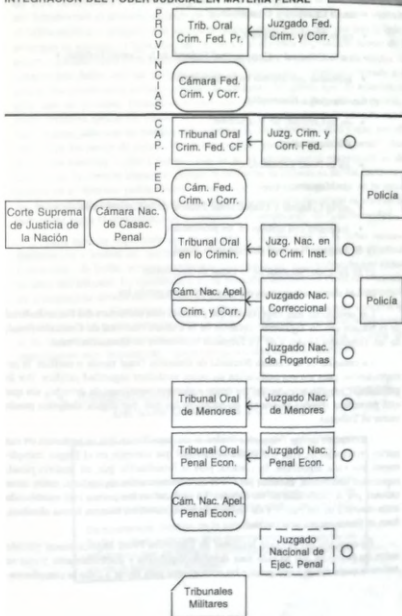 INTEGRACIÓN DEL PODER JUDICIAL EN MATERIA PENAL
PROVINCIAS
Trib. Oral
Crim. Fed. Pr.
Juzgado Fed.
Crim. y Corr.
Cámara Fed.
Crim. y Corr.
CAP. FED.
Tribunal Oral
Crim. Fed. CF
Juzg. Crim. y
Corr. Fed.
Cám. Fed.
Crim. y Corr.
Policía
Corte Suprema
de Justicia de
la Nación
Cámara Nac.
de Casac.
Penal
Tribunal Oral
en lo Crimin.
Juzg. Nac. en
lo Crim. Inst.
Cám. Nac. Apel.
Crim. y Corr.
Juzgado Nac.
Correccional
Policía
Juzgado Nac.
de Rogatorias
Tribunal Oral
de Menores
Juzgado Nac.
de Menores
Tribunal Oral
Penal Econ.
Juzgado Nac.
Penal Econ.
Cám. Nac. Apel.
Penal Econ.
Juzgado
Nacional de
Ejec. Penal
Tribunales
Militares